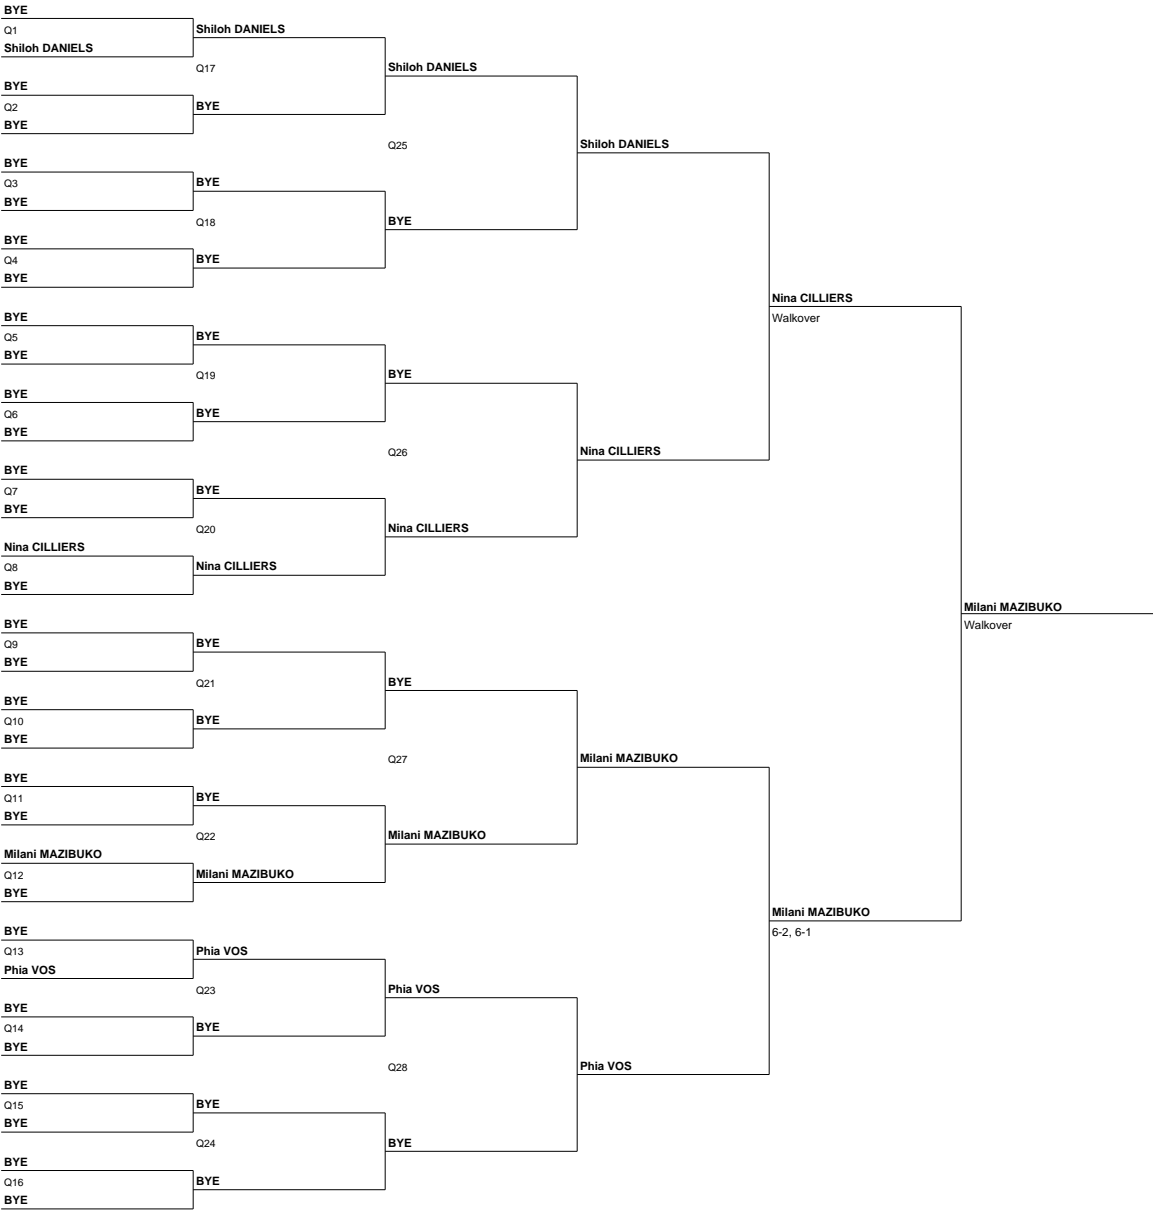 BYE
Q1
Shiloh DANIELS
Shiloh DANIELS
Q17
Shiloh DANIELS
BYE
Q2
BYE
BYE
Q25
Shiloh DANIELS
BYE
Q3
BYE
BYE
Q18
BYE
BYE
Q4
BYE
BYE
Nina CILLIERS
Walkover
BYE
Q5
BYE
BYE
Q19
BYE
BYE
Q6
BYE
BYE
Q26
Nina CILLIERS
BYE
Q7
BYE
BYE
Q20
Nina CILLIERS
Nina CILLIERS
Q8
BYE
Nina CILLIERS
Milani MAZIBUKO
Walkover
BYE
Q9
BYE
BYE
Q21
BYE
BYE
Q10
BYE
BYE
Q27
Milani MAZIBUKO
BYE
Q11
BYE
BYE
Q22
Milani MAZIBUKO
Milani MAZIBUKO
Q12
BYE
Milani MAZIBUKO
Milani MAZIBUKO
6-2, 6-1
BYE
Q13
Phia VOS
Phia VOS
Q23
Phia VOS
BYE
Q14
BYE
BYE
Q28
Phia VOS
BYE
Q15
BYE
BYE
Q24
BYE
BYE
Q16
BYE
BYE